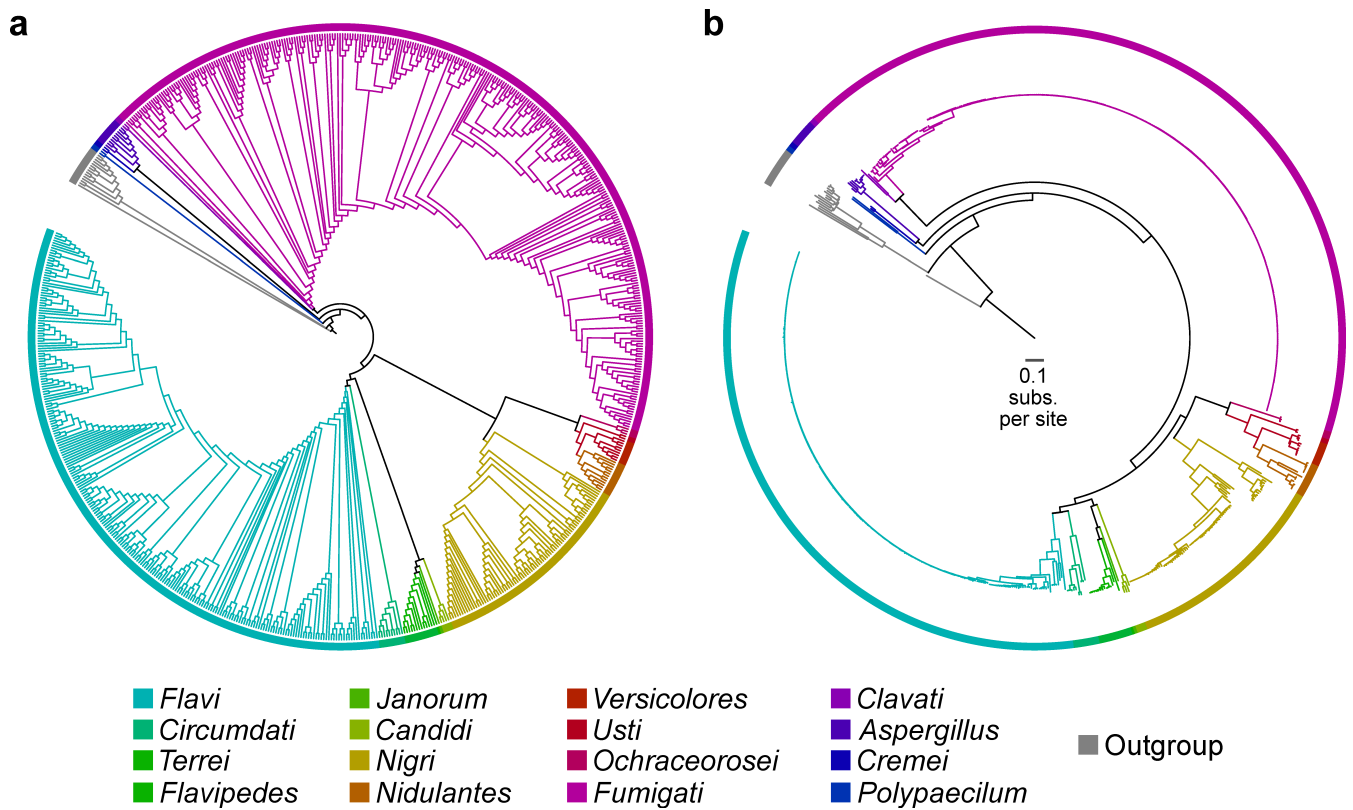 a
b
0.1
subs.
per site
Flavi
Circumdati
Terrei
Flavipedes
Janorum
Candidi
Nigri
Nidulantes
Versicolores
Usti
Ochraceorosei
Fumigati
Clavati
Aspergillus
Cremei
Polypaecilum
Outgroup